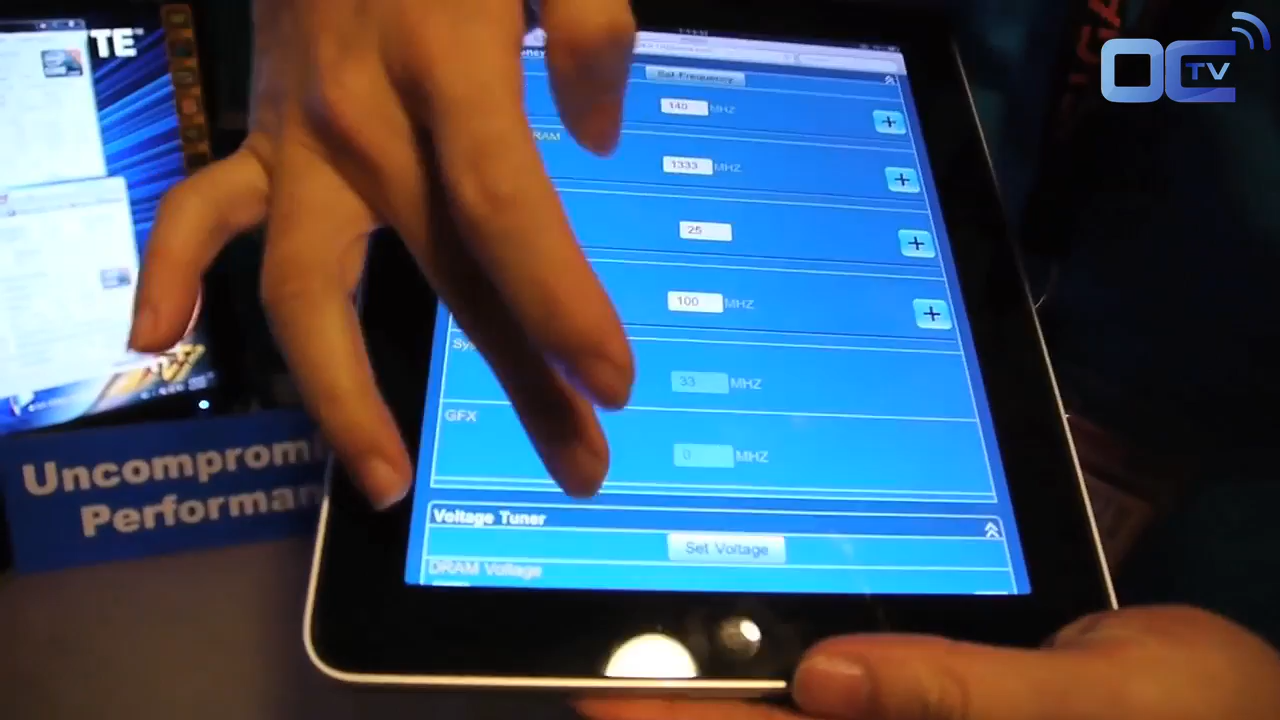 TE
OC
TV
Set Frequency
140 MHZ
RAM
1333 MHZ
25
100 MHZ
Sys
33 MHZ
GFX
0 MHZ
Voltage Tuner
Set Voltage
DRAM Voltage
Uncomprom
Performan